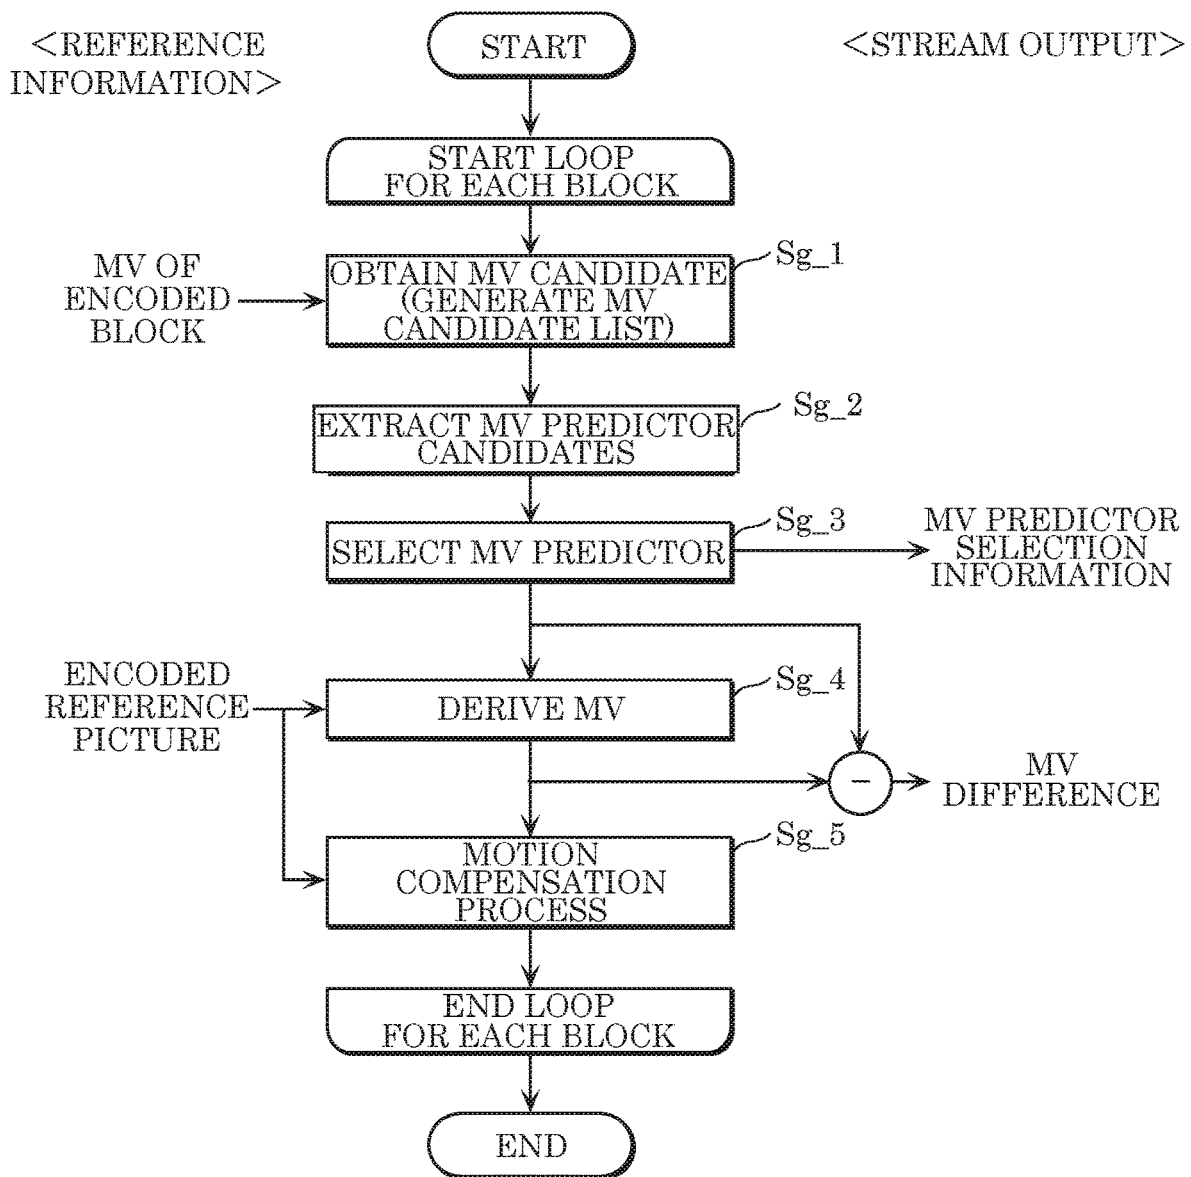 <REFERENCE
INFORMATION>
START
<STREAM OUTPUT>
START LOOP
FOR EACH BLOCK
MV OF
ENCODED
BLOCK
OBTAIN MV CANDIDATE
(GENERATE MV
CANDIDATE LIST)
Sg_1
EXTRACT MV PREDICTOR
CANDIDATES
Sg_2
SELECT MV PREDICTOR
Sg_3
MV PREDICTOR
SELECTION
INFORMATION
ENCODED
REFERENCE
PICTURE
DERIVE MV
Sg_4
−
MV
DIFFERENCE
MOTION
COMPENSATION
PROCESS
Sg_5
END LOOP
FOR EACH BLOCK
END